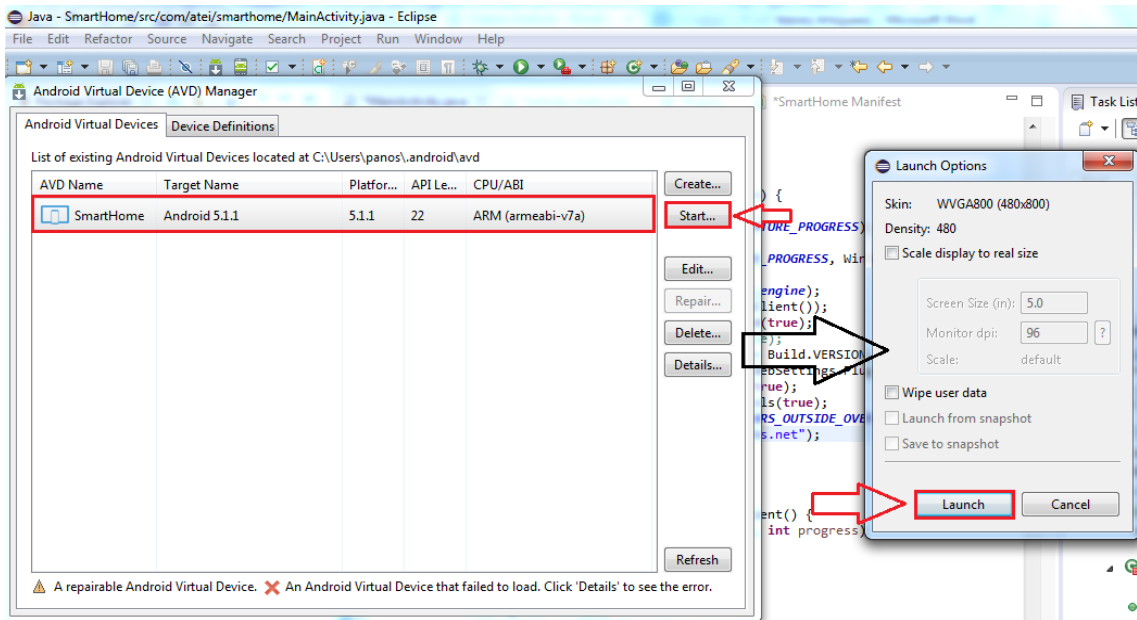 Java - SmartHome/src/com/atei/smarthome/MainActivity.java - Eclipse
File Edit Refactor Source Navigate Search Project Run Window Help
Android Virtual Device (AVD) Manager
*SmartHome Manifest
Task List
Android Virtual Devices Device Definitions
List of existing Android Virtual Devices located at C:\Users\panos\.android\avd
AVD Name Target Name Platfor... API Le... CPU/ABI
SmartHome Android 5.1.1 5.1.1 22 ARM (armeabi-v7a)
Create...
Start...
Edit...
Repair...
Delete...
Details...
Refresh
A repairable Android Virtual Device. An Android Virtual Device that failed to load. Click 'Details' to see the error.
) {
TURE_PROGRESS)
_PROGRESS, Win
engine);
lient());
(true);
e);
Build.VERSION
ebSettings.Plu
rue);
ls(true);
RS_OUTSIDE_OVE
s.net");
ent() {
int progress)
Launch Options
Skin: WVGA800 (480x800)
Density: 480
Scale display to real size
Screen Size (in): 5.0
Monitor dpi: 96 ?
Scale: default
Wipe user data
Launch from snapshot
Save to snapshot
Launch Cancel